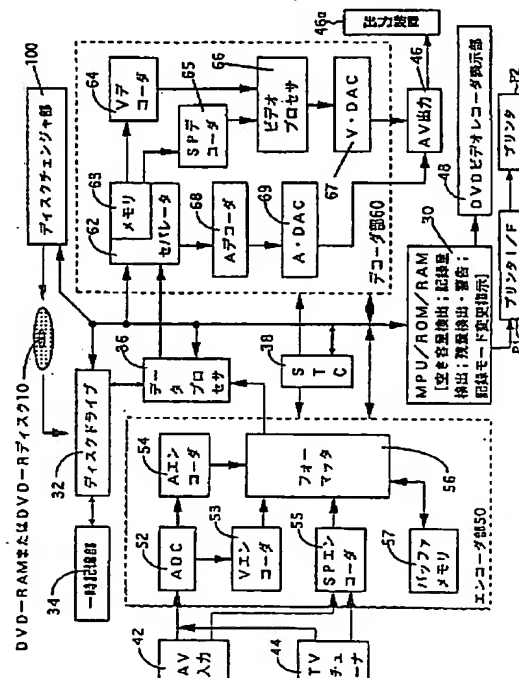 DVD-RAMまたはDVD-Rディスク10
100
ディスクチェンジャ部
32
ディスクドライブ
34
一時記憶部
36
データプロセサ
38
STC
42
AV
入力
44
TV
チュ
ーナ
52
ADC
54
Aエン
コーダ
53
Vエン
コーダ
55
SPエン
コーダ
フォー
マッタ
56
57
バッファ
メモリ
エンコーダ部50
62
セパレータ
63
メモリ
64
Vデ
コーダ
65
SPデ
コーダ
66
ビデオ
プロセサ
67
V・DAC
68
Aデコーダ
69
A・DAC
デコーダ部60
46
AV出力
46a
出力装置
30
MPU/ROM/RAM
[空き容量検出;記録量
検出;残量検出・警告;
記録モード変更指示]
48
DVDビデオレコーダ表示部
P1
プリンタI/F
P2
プリンタ